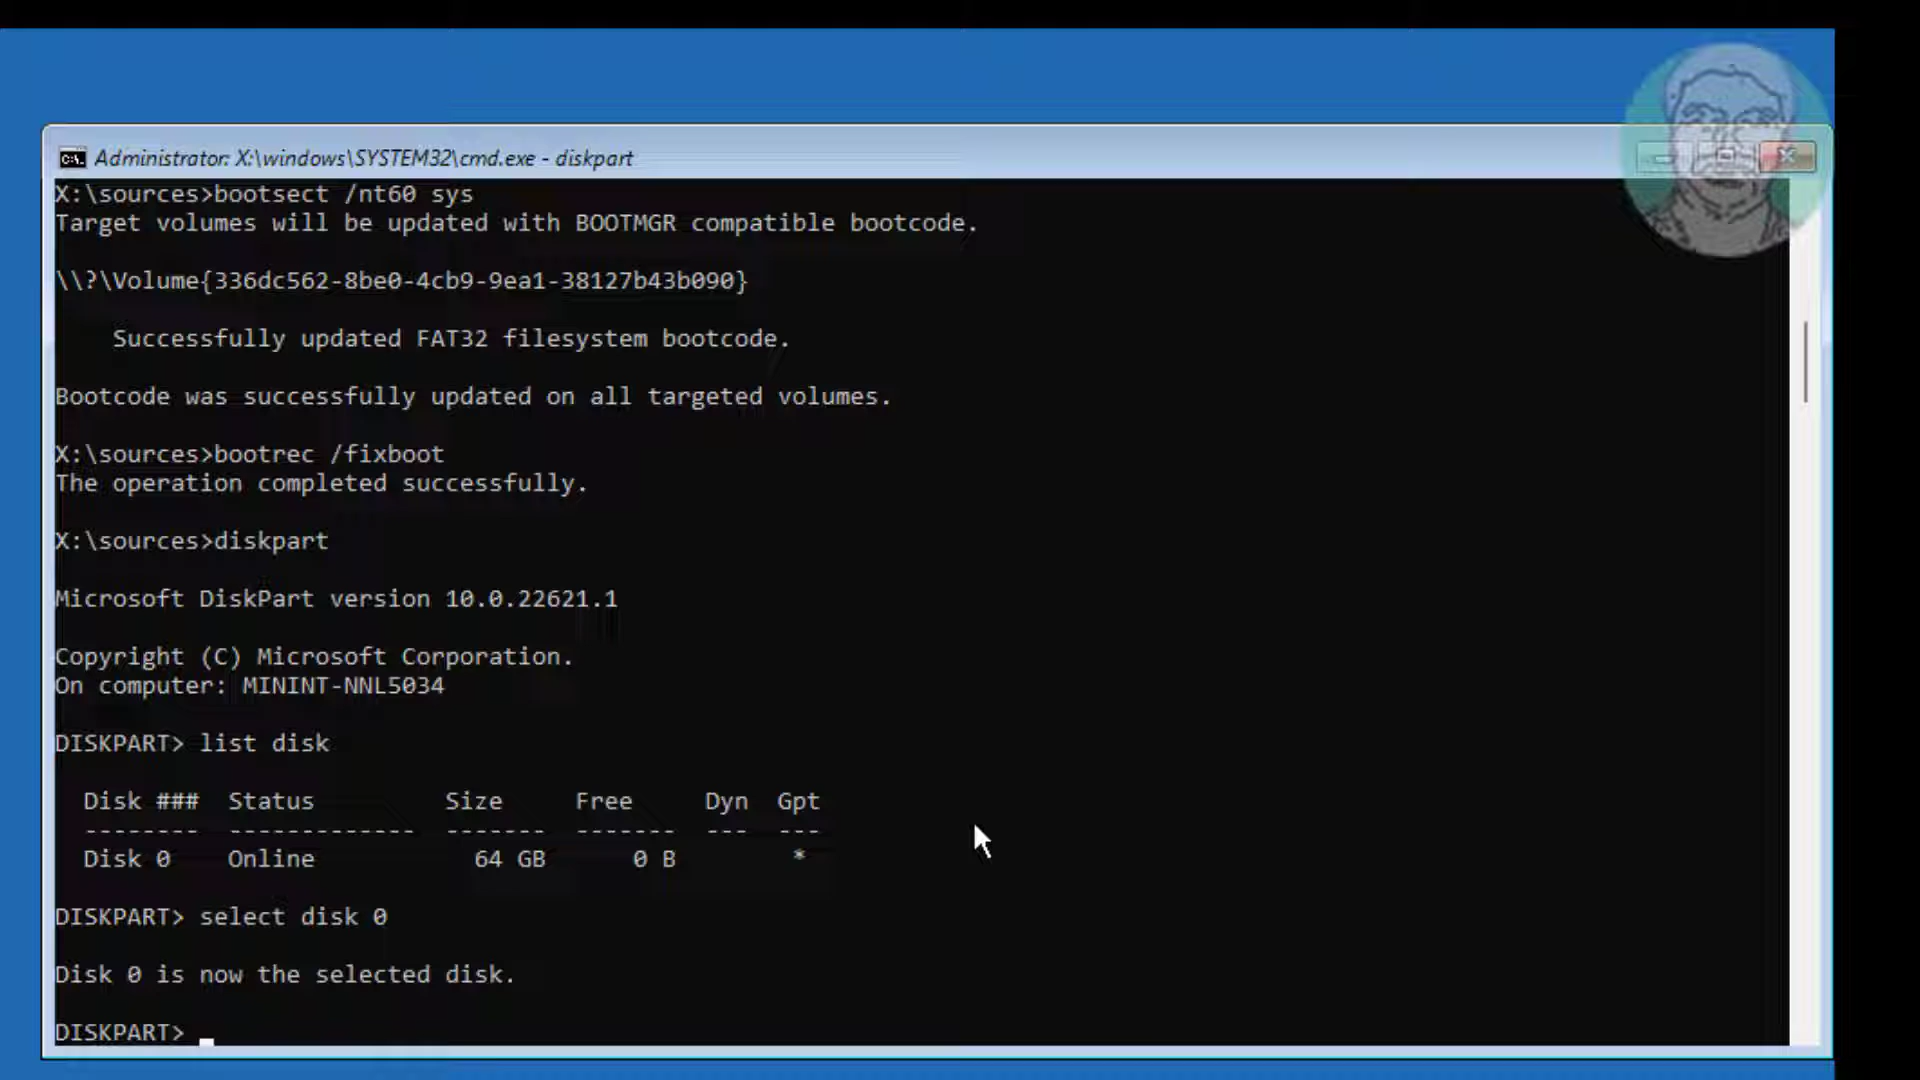 Administrator: X:\windows\SYSTEM32\cmd.exe - diskpart
X:\sources>bootsect /nt60 sys
Target volumes will be updated with BOOTMGR compatible bootcode.
\\?\Volume{336dc562-8be0-4cb9-9ea1-38127b43b090}
Successfully updated FAT32 filesystem bootcode.
Bootcode was successfully updated on all targeted volumes.
X:\sources>bootrec /fixboot
The operation completed successfully.
X:\sources>diskpart
Microsoft DiskPart version 10.0.22621.1
Copyright (C) Microsoft Corporation.
On computer: MININT-NNL5034
DISKPART> list disk
Disk ###  Status         Size     Free     Dyn  Gpt
--------  -------------  -------  -------  ---  ---
Disk 0    Online           64 GB      0 B        *
DISKPART> select disk 0
Disk 0 is now the selected disk.
DISKPART>